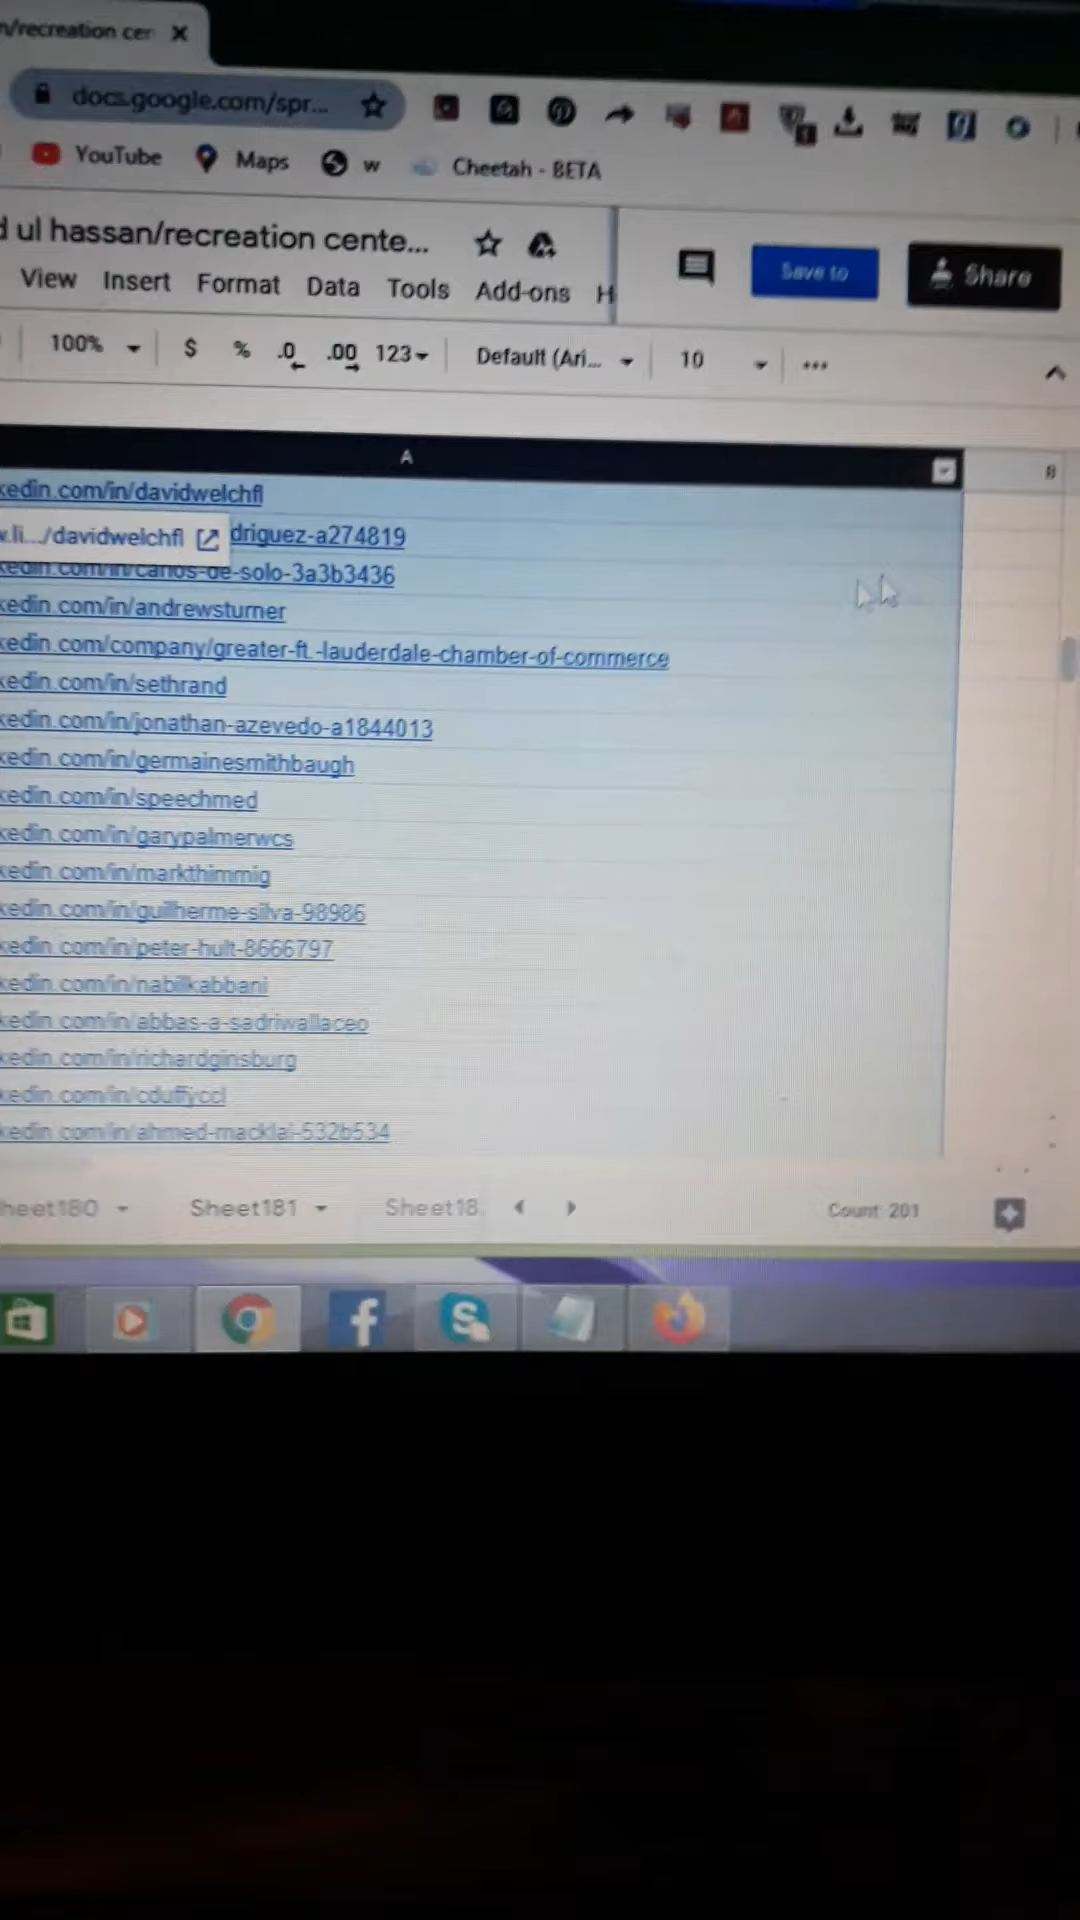 n/recreation cen
docs.google.com/spr...
YouTube Maps w Cheetah - BETA
d ul hassan/recreation cente...
Save to Share
View Insert Format Data Tools Add-ons H
100% $ % .0 .00 123 Default (Ari... 10 ...
A B
kedin.com/in/davidwelchfl
w.li.../davidwelchfl driguez-a274819
kedin.com/in/carlos-de-solo-3a3b3436
kedin.com/in/andrewsturner
kedin.com/company/greater-ft.-lauderdale-chamber-of-commerce
kedin.com/in/sethrand
kedin.com/in/jonathan-azevedo-a1844013
kedin.com/in/germainesmithbaugh
kedin.com/in/speechmed
kedin.com/in/garypalmerwcs
kedin.com/in/markthimmig
kedin.com/in/guilherme-silva-98986
kedin.com/in/peter-hult-8666797
kedin.com/in/nabilkabbani
kedin.com/in/abbas-a-sadriwallaceo
kedin.com/in/richardginsburg
kedin.com/in/cduffyccl
kedin.com/in/ahmed-macklai-532b534
heet180 Sheet181 Sheet18 Count: 201